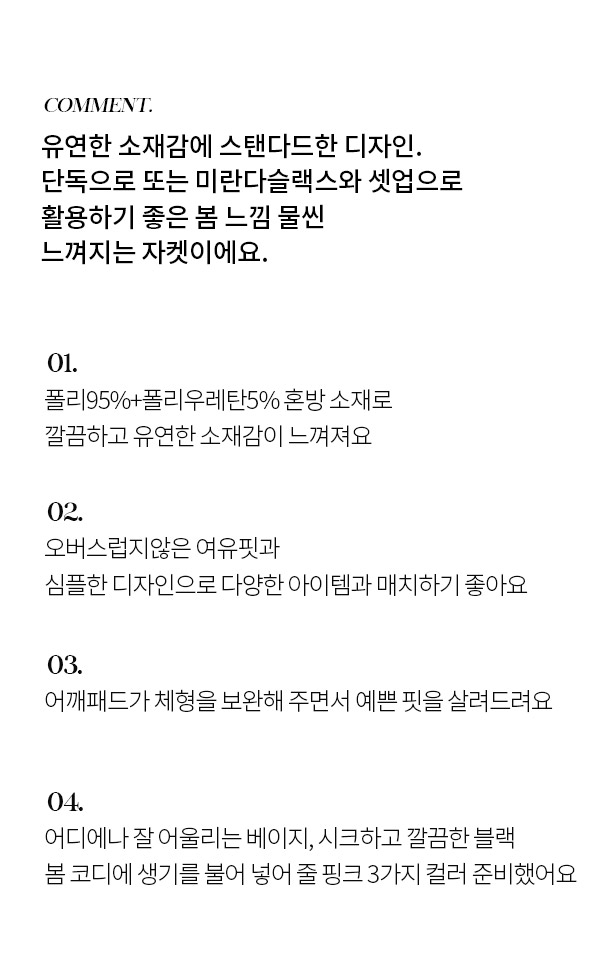 COMMENT.
유연한 소재감에 스탠다드한 디자인.
단독으로 또는 미란다슬랙스와 셋업으로
활용하기 좋은 봄 느낌 물씬
느껴지는 자켓이에요.
01.
폴리95%+폴리우레탄5% 혼방 소재로
깔끔하고 유연한 소재감이 느껴져요
02.
오버스럽지않은 여유핏과
심플한 디자인으로 다양한 아이템과 매치하기 좋아요
03.
어깨패드가 체형을 보완해 주면서 예쁜 핏을 살려드려요
04.
어디에나 잘 어울리는 베이지, 시크하고 깔끔한 블랙
봄 코디에 생기를 불어 넣어 줄 핑크 3가지 컬러 준비했어요